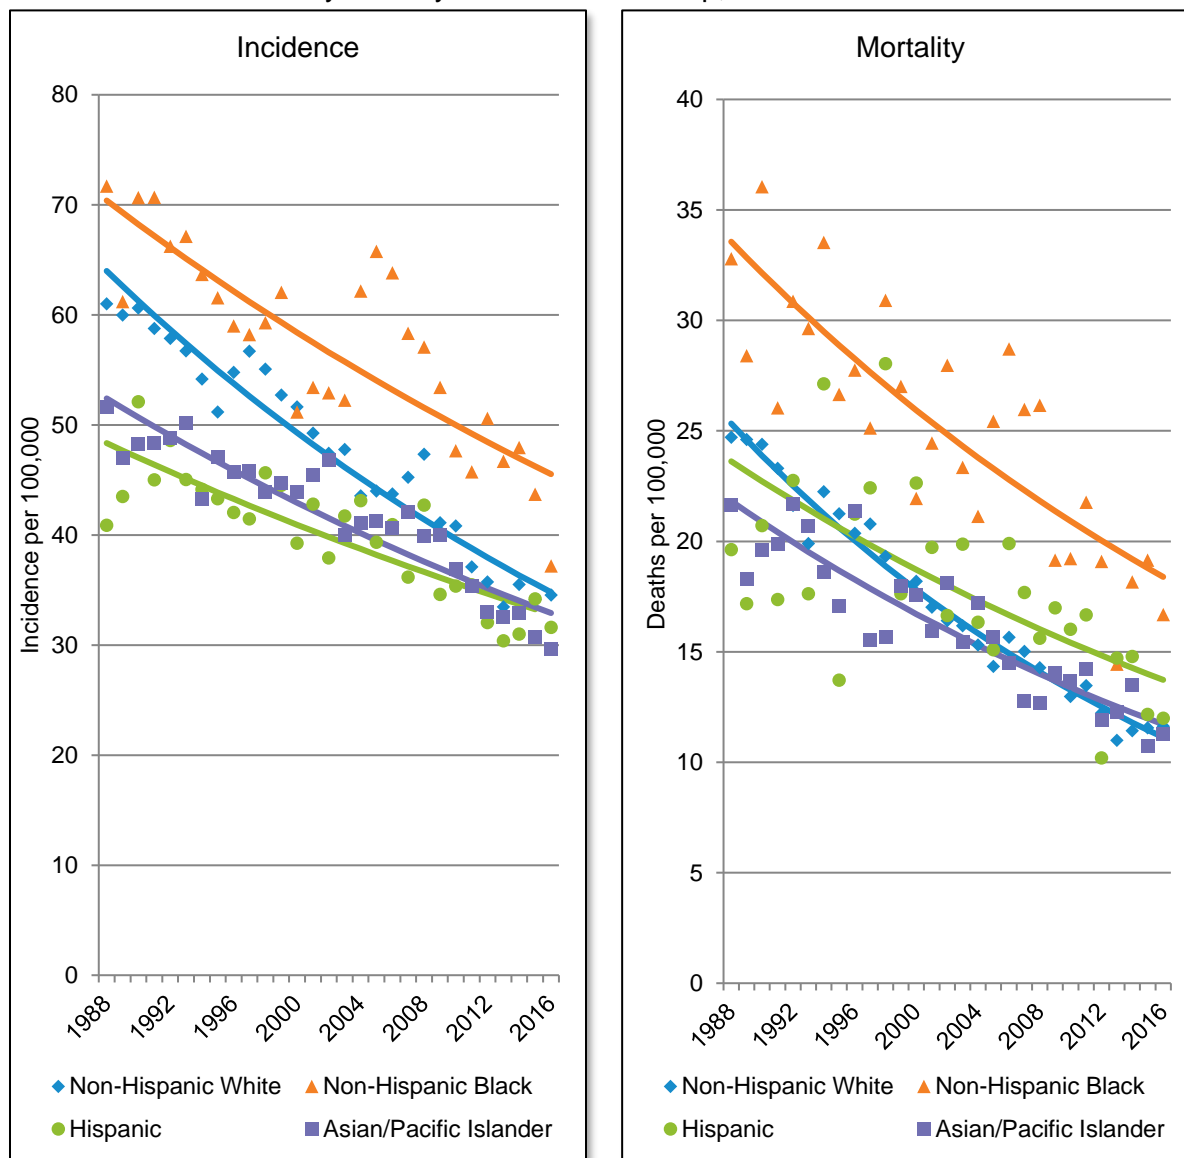 Incidence
Incidence per 100,000
80
70
60
50
40
30
20
10
0
1988
1992
1996
2000
2004
2008
2012
2016
Non-Hispanic White
Non-Hispanic Black
Hispanic
Asian/Pacific Islander
Mortality
Deaths per 100,000
40
35
30
25
20
15
10
5
0
1988
1992
1996
2000
2004
2008
2012
2016
Non-Hispanic White
Non-Hispanic Black
Hispanic
Asian/Pacific Islander